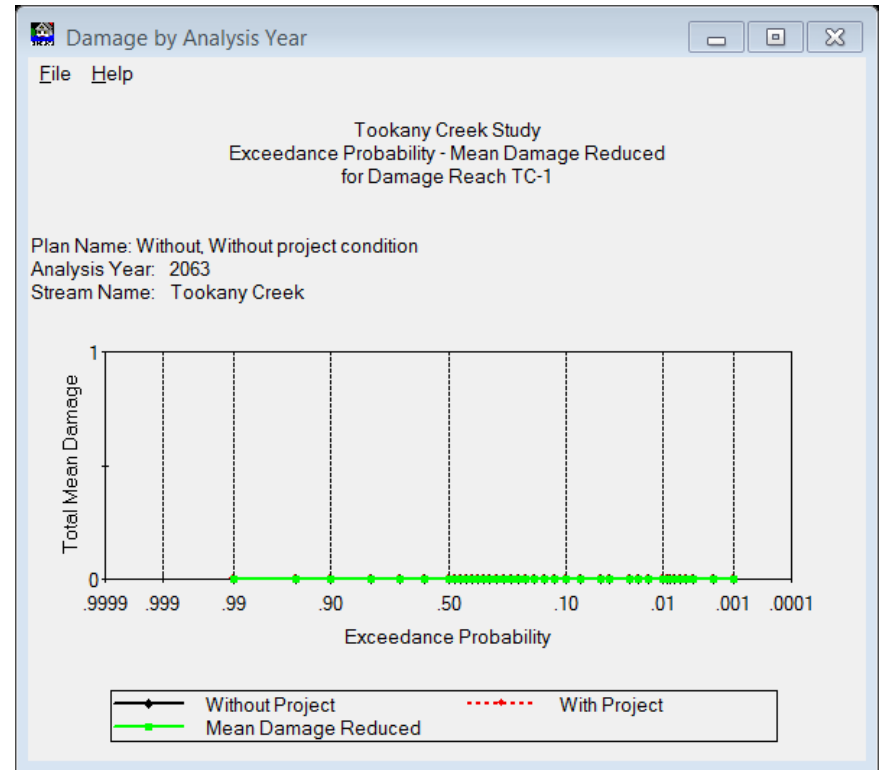 Damage by Analysis Year
File Help
Tookany Creek Study
Exceedance Probability - Mean Damage Reduced
for Damage Reach TC-1
Plan Name: Without, Without project condition
Analysis Year: 2063
Stream Name: Tookany Creek
1
Total Mean Damage
0
.9999 .999 .99 .90 .50 .10 .01 .001 .0001
Exceedance Probability
Without Project With Project
Mean Damage Reduced